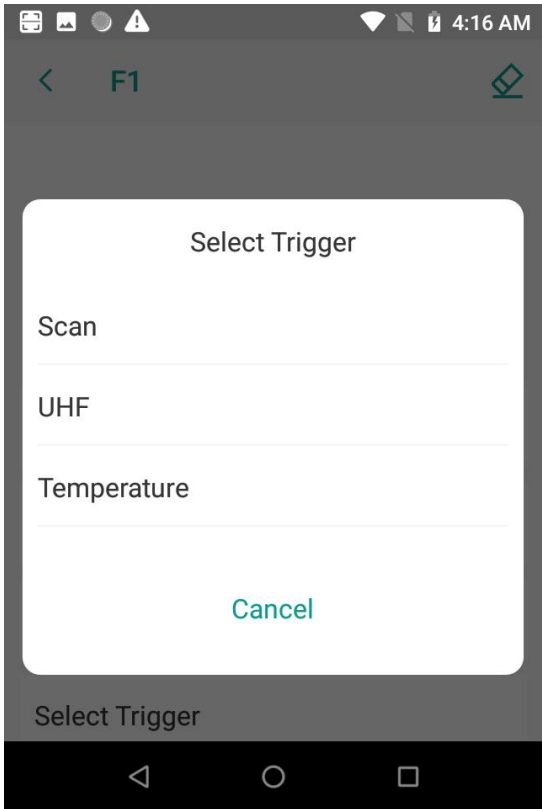 4:16 AM
F1
Select Trigger
Scan
UHF
Temperature
Cancel
Select Trigger